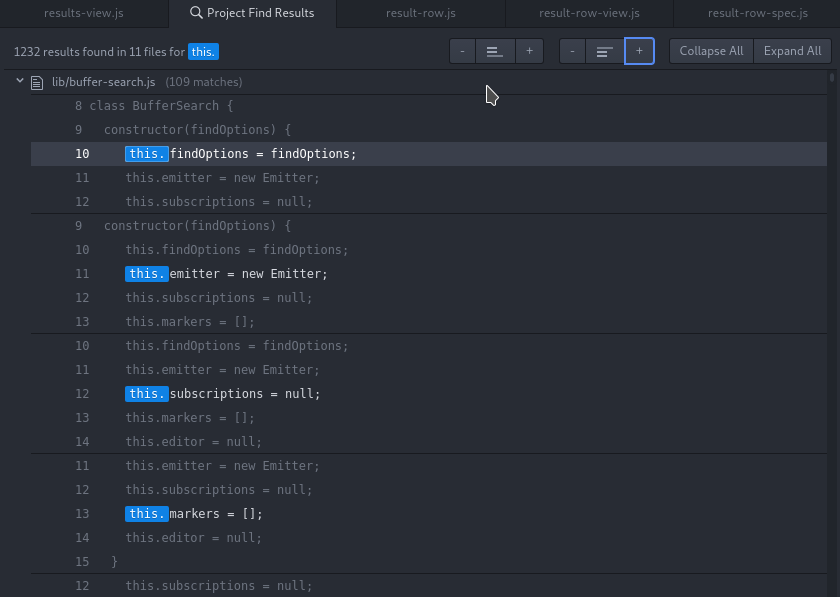 results-view.js Project Find Results result-row.js result-row-view.js result-row-spec.js
1232 results found in 11 files for this. - + - + Collapse All Expand All
lib/buffer-search.js (109 matches)
8 class BufferSearch {
9 constructor(findOptions) {
10 this.findOptions = findOptions;
11 this.emitter = new Emitter;
12 this.subscriptions = null;
9 constructor(findOptions) {
10 this.findOptions = findOptions;
11 this.emitter = new Emitter;
12 this.subscriptions = null;
13 this.markers = [];
10 this.findOptions = findOptions;
11 this.emitter = new Emitter;
12 this.subscriptions = null;
13 this.markers = [];
14 this.editor = null;
11 this.emitter = new Emitter;
12 this.subscriptions = null;
13 this.markers = [];
14 this.editor = null;
15 }
12 this.subscriptions = null;